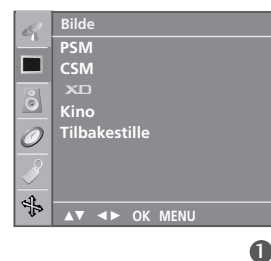 Bilde
PSM
CSM
XD
Kino
Tilbakestille
▲▼ ◄► OK MENU
1